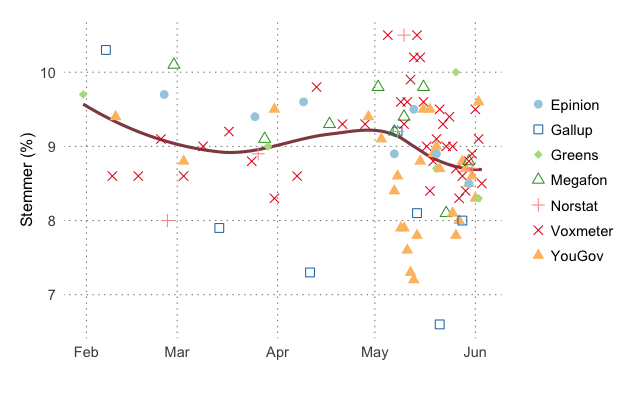 Stemmer (%)
10
9
8
7
Feb
Mar
Apr
May
Jun
Epinion
Gallup
Greens
Megafon
Norstat
Voxmeter
YouGov